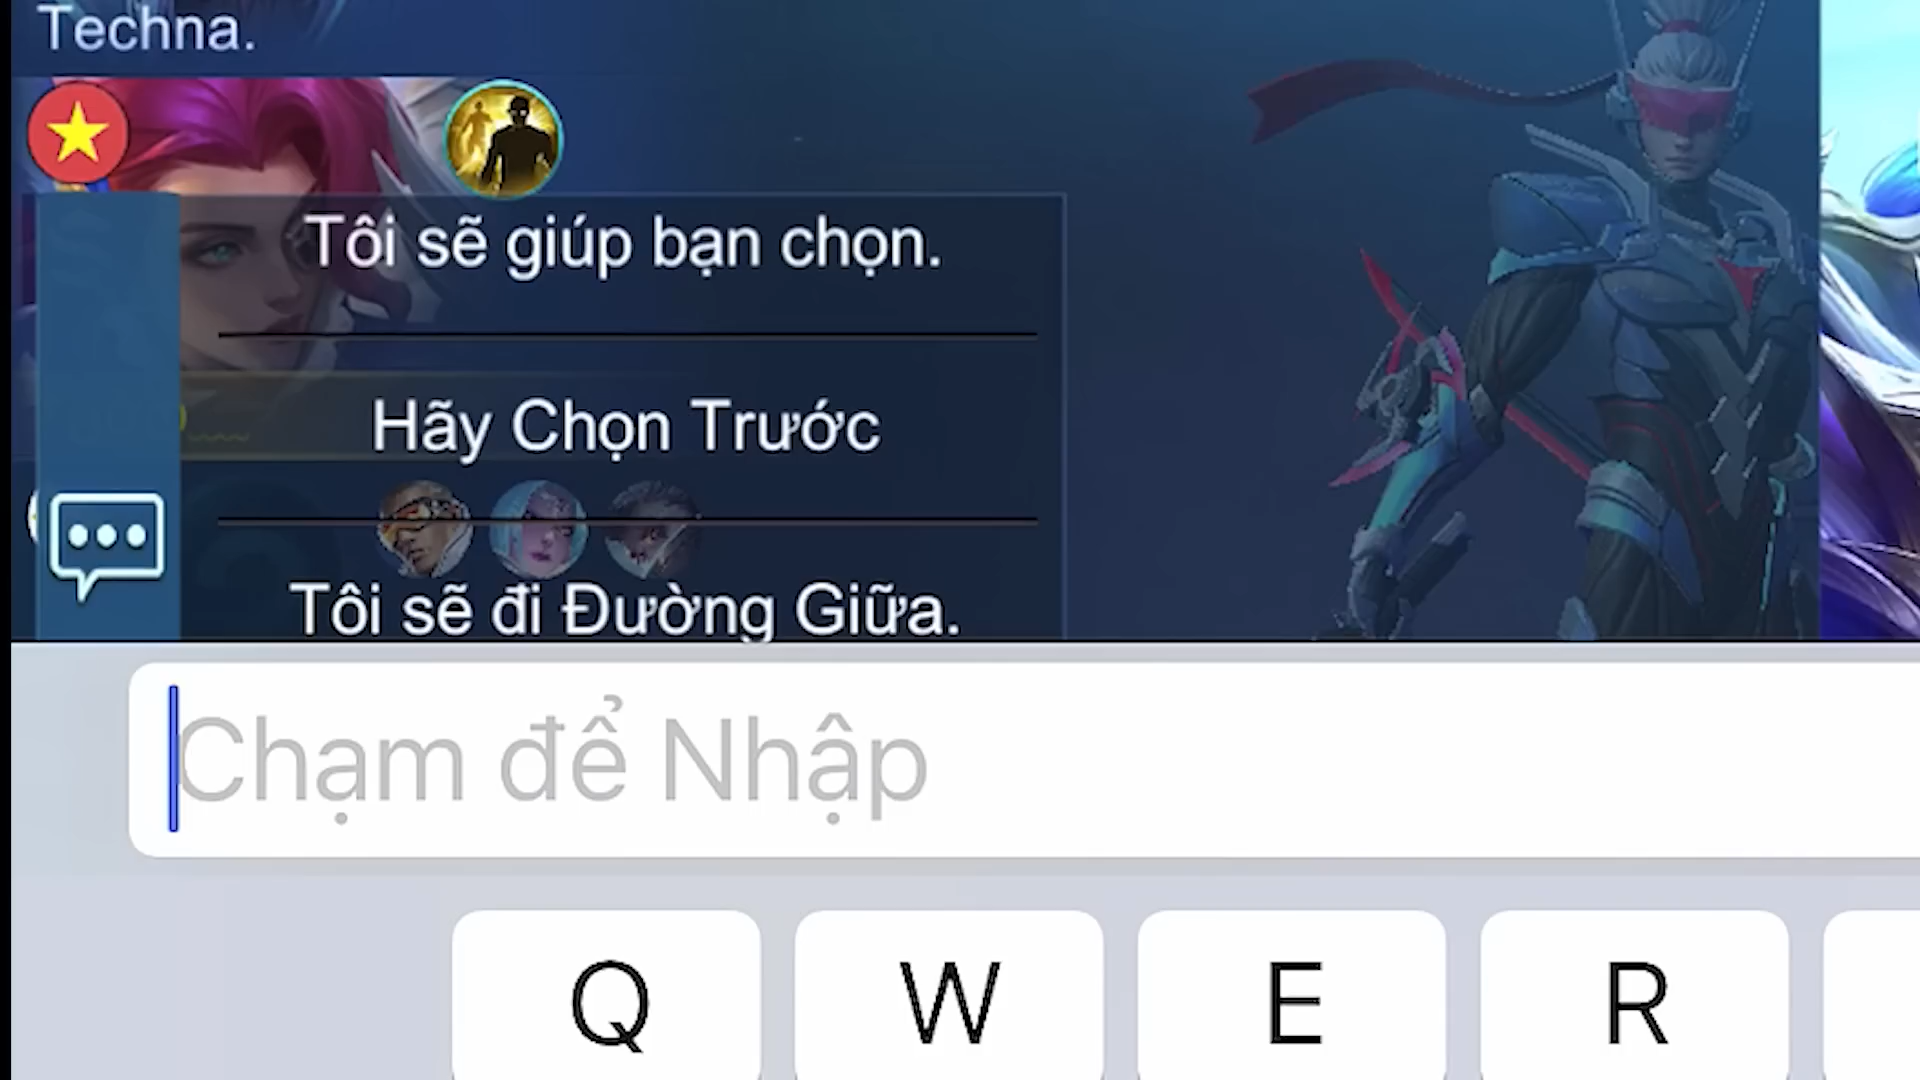 Techna.
Tôi sẽ giúp bạn chọn.
Hãy Chọn Trước
Tôi sẽ đi Đường Giữa.
Chạm để Nhập
Q W E R